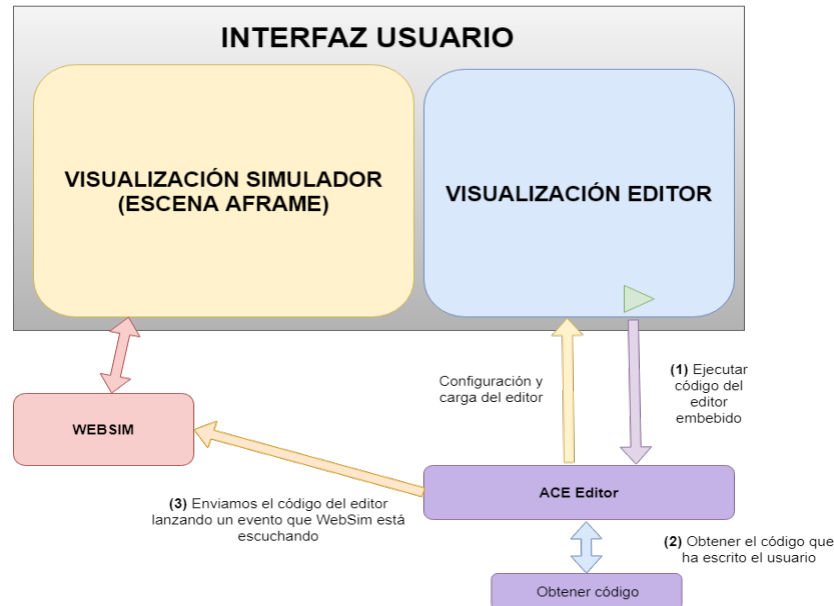 INTERFAZ USUARIO
VISUALIZACIÓN SIMULADOR
(ESCENA AFRAME)
VISUALIZACIÓN EDITOR
Configuración y
carga del editor
(1) Ejecutar
código del
editor
embebido
WEBSIM
ACE Editor
(3) Enviamos el código del editor
lanzando un evento que WebSim está
escuchando
(2) Obtener el código que
ha escrito el usuario
Obtener código